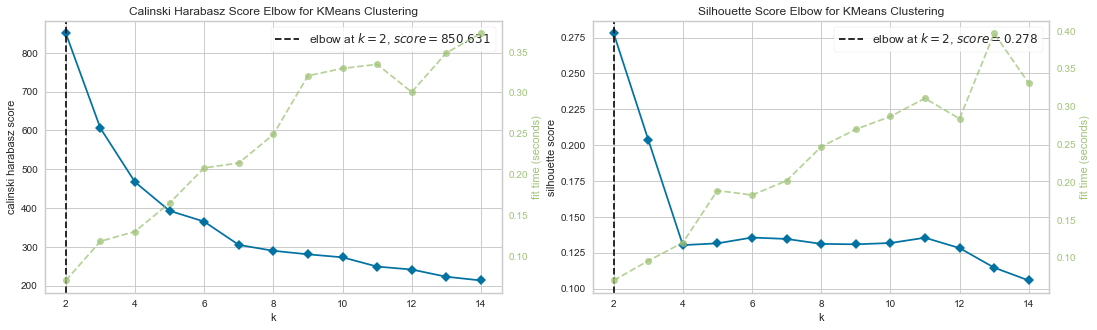 Calinski Harabasz Score Elbow for KMeans Clustering
elbow at k = 2, score = 850.631
calinski harabasz score
800
700
600
500
400
300
200
0.35
0.30
0.25
0.20
0.15
0.10
fit time (seconds)
2 4 6 8 10 12 14
k
Silhouette Score Elbow for KMeans Clustering
elbow at k = 2, score = 0.278
silhouette score
0.275
0.250
0.225
0.200
0.175
0.150
0.125
0.100
0.40
0.35
0.30
0.25
0.20
0.15
0.10
fit time (seconds)
2 4 6 8 10 12 14
k